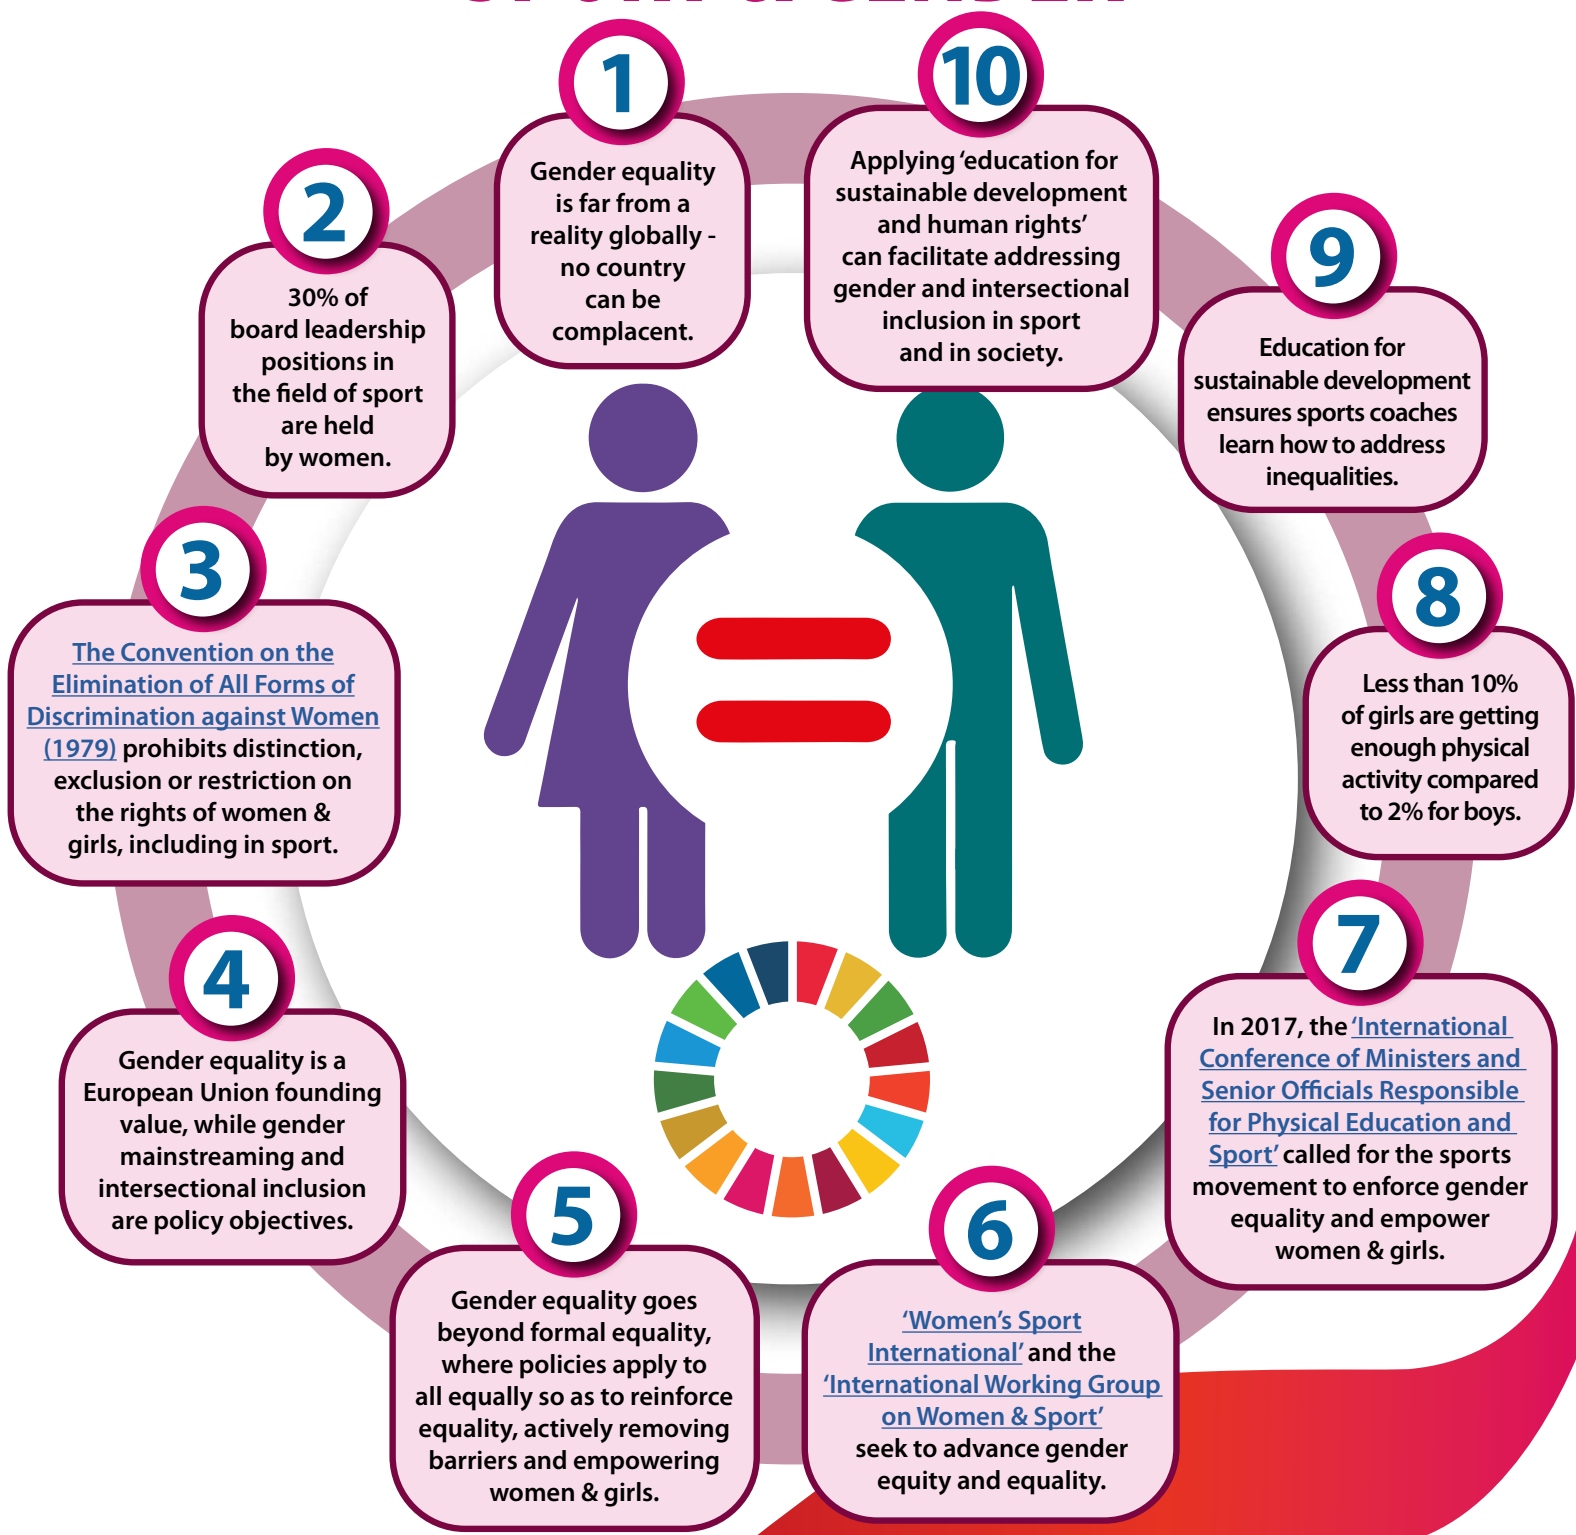 SPORT & GENDER
1
Gender equality
is far from a
reality globally -
no country
can be
complacent.
2
30% of
board leadership
positions in
the field of sport
are held
by women.
3
The Convention on the
Elimination of All Forms of
Discrimination against Women
(1979) prohibits distinction,
exclusion or restriction on
the rights of women &
girls, including in sport.
4
Gender equality is a
European Union founding
value, while gender
mainstreaming and
intersectional inclusion
are policy objectives.
5
Gender equality goes
beyond formal equality,
where policies apply to
all equally so as to reinforce
equality, actively removing
barriers and empowering
women & girls.
6
‘Women’s Sport
International’ and the
‘International Working Group
on Women & Sport’
seek to advance gender
equity and equality.
7
In 2017, the ‘International
Conference of Ministers and
Senior Officials Responsible
for Physical Education and
Sport’ called for the sports
movement to enforce gender
equality and empower
women & girls.
8
Less than 10%
of girls are getting
enough physical
activity compared
to 2% for boys.
9
Education for
sustainable development
ensures sports coaches
learn how to address
inequalities.
10
Applying ‘education for
sustainable development
and human rights’
can facilitate addressing
gender and intersectional
inclusion in sport
and in society.